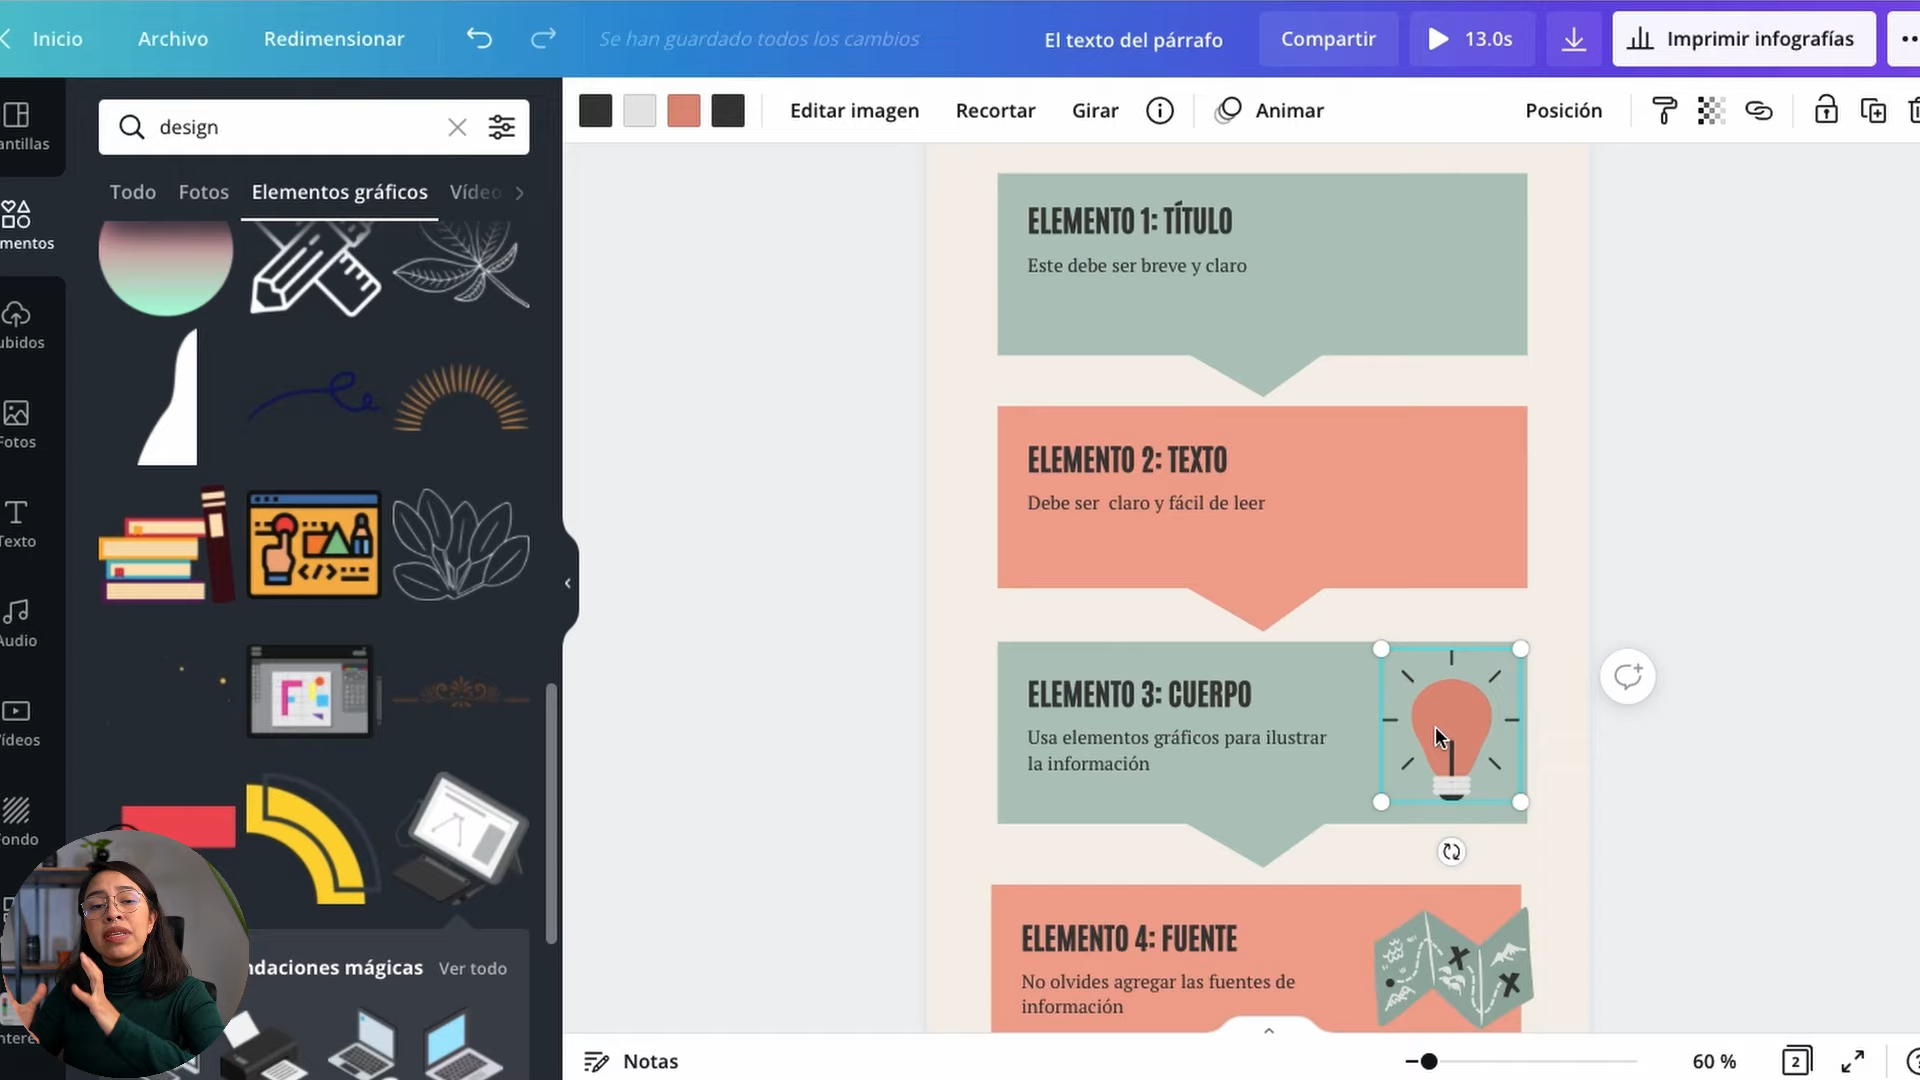 Inicio
Archivo
Redimensionar
Se han guardado todos los cambios
El texto del párrafo
Compartir
13.0s
Imprimir infografías
design
Editar imagen
Recortar
Girar
Animar
Posición
antillas
Todo
Fotos
Elementos gráficos
Vídeo
mentos
ubidos
Fotos
Texto
Audio
ídeos
Fondo
ndaciones mágicas
Ver todo
ELEMENTO 1: TÍTULO
Este debe ser breve y claro
ELEMENTO 2: TEXTO
Debe ser claro y fácil de leer
ELEMENTO 3: CUERPO
Usa elementos gráficos para ilustrar
la información
ELEMENTO 4: FUENTE
No olvides agregar las fuentes de
información
Notas
60 %
2